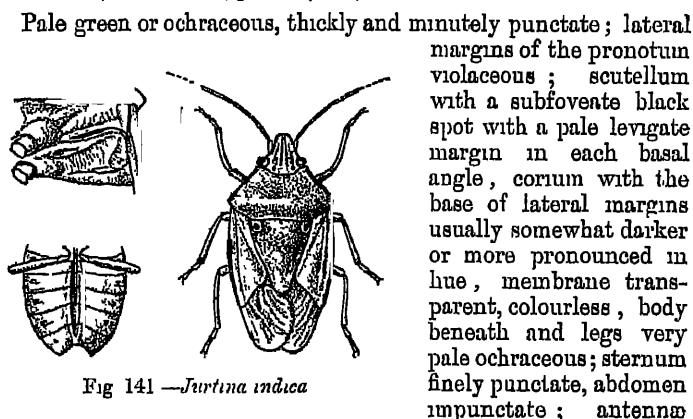 Pale green or ochraceous, thickly and minutely punctate; lateral
margins of the pronotum
violaceous; scutellum
with a subfoveate black
spot with a pale levigate
margin in each basal
angle, corium with the
base of lateral margins
usually somewhat darker
or more pronounced in
hue, membrane trans-
parent, colourless, body
beneath and legs very
pale ochraceous; sternum
finely punctate, abdomen
impunctate; antennæ
Fig 141 —Jurtina indica